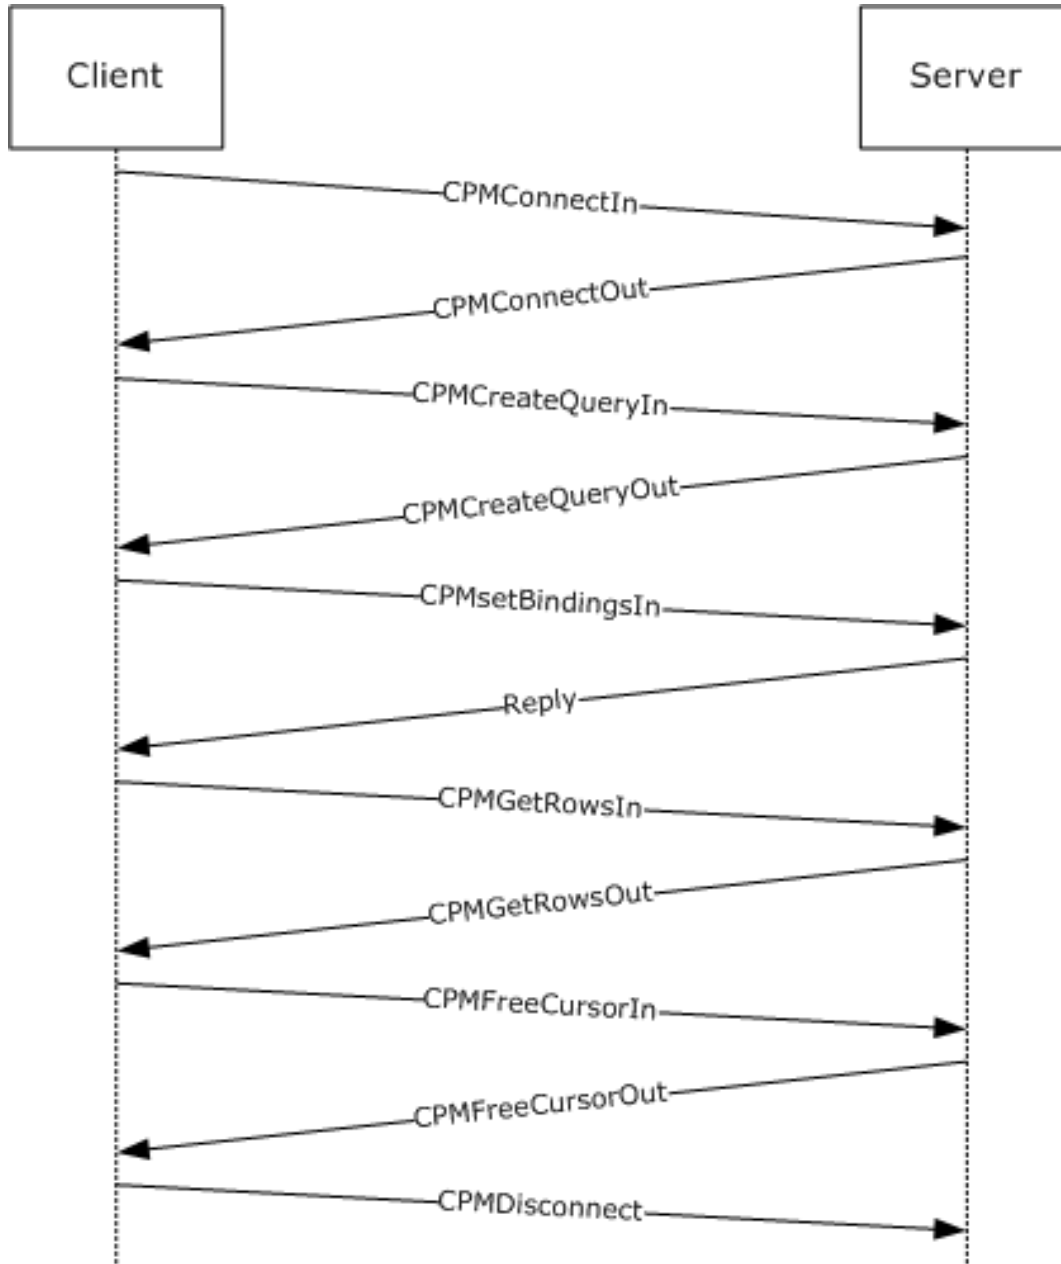 Client
Server
CPMConnectIn
CPMConnectOut
CPMCreateQueryIn
CPMCreateQueryOut
CPMsetBindingsIn
Reply
CPMGetRowsIn
CPMGetRowsOut
CPMFreeCursorIn
CPMFreeCursorOut
CPMDisconnect